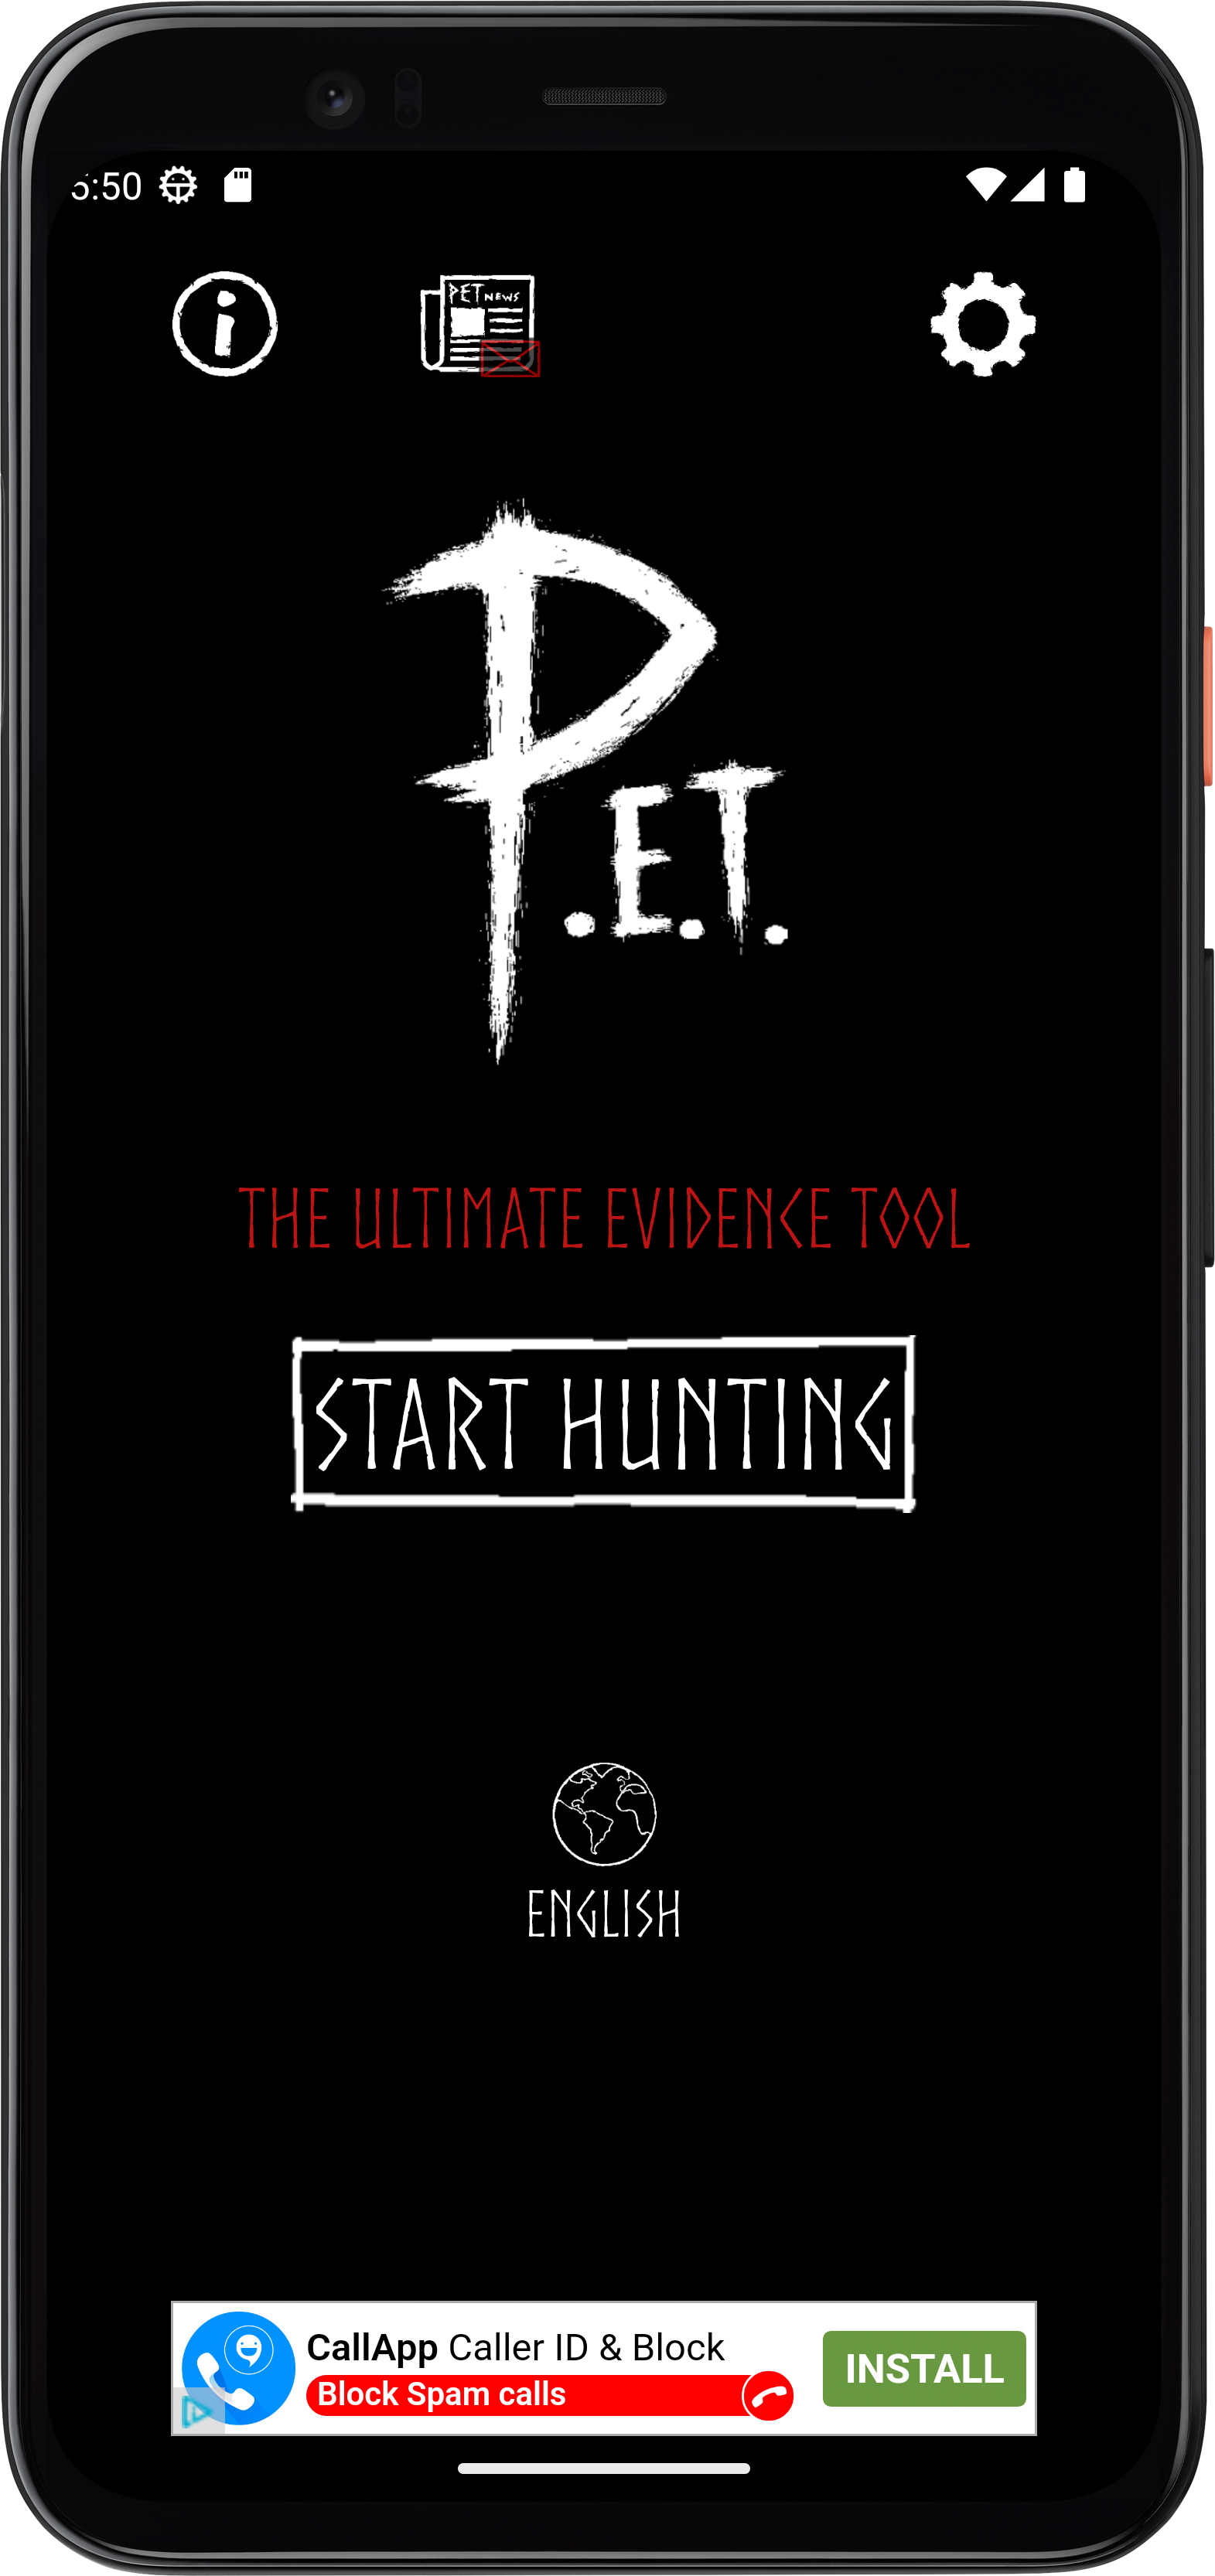 5:50
PET NEWS
P.E.T.
THE ULTIMATE EVIDENCE TOOL
START HUNTING
ENGLISH
CallApp Caller ID & Block
Block Spam calls
INSTALL